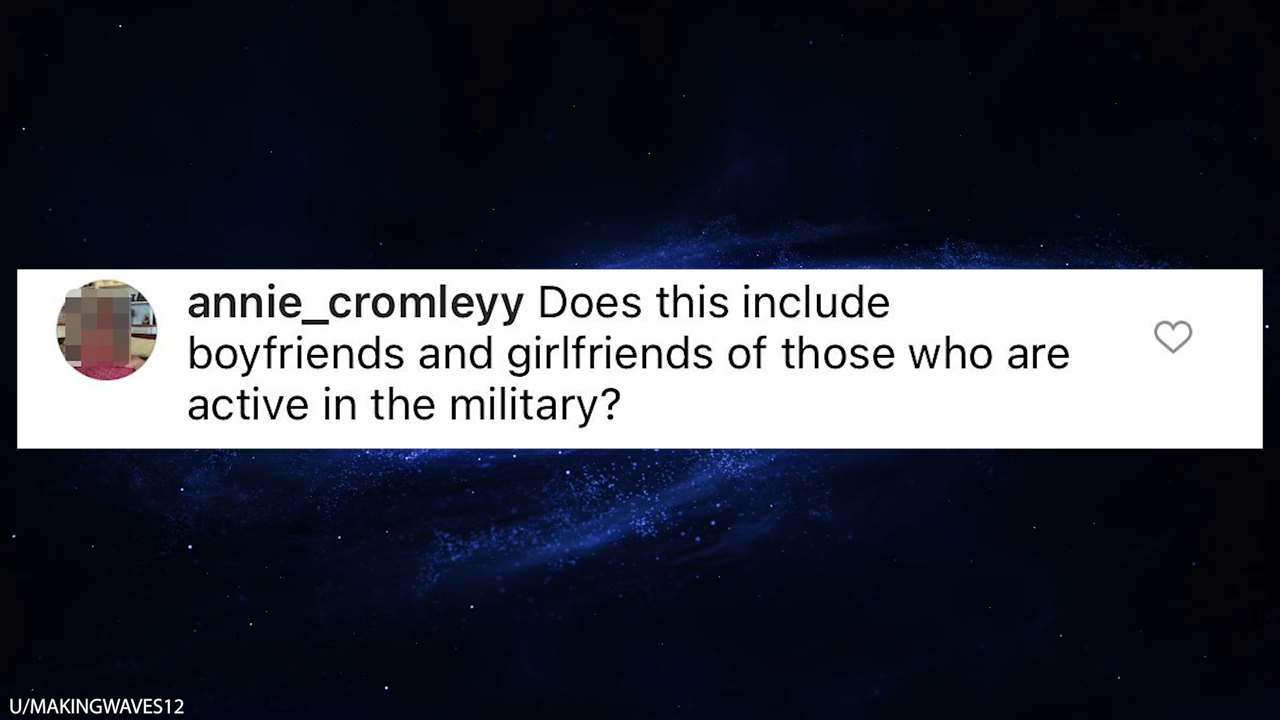 annie_cromleyy Does this include
boyfriends and girlfriends of those who are
active in the military?
U/MAKINGWAVES12